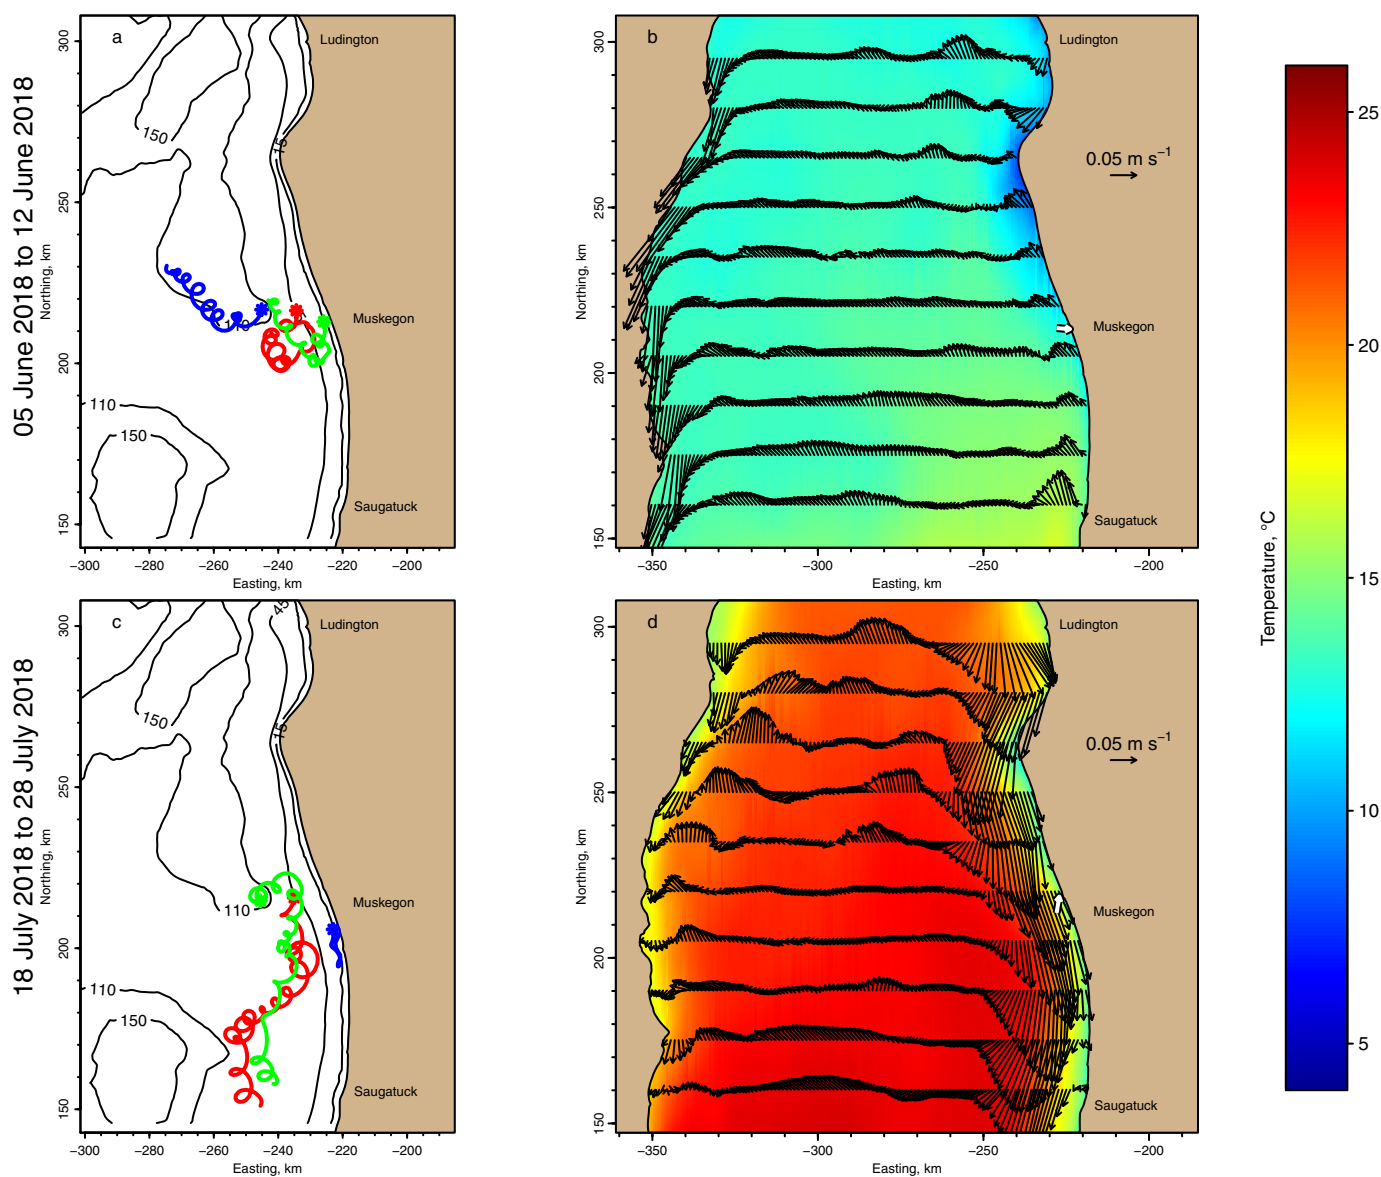 05 June 2018 to 12 June 2018
a
Ludington
Muskegon
Saugatuck
150
15
110
110
150
300
250
200
150
Northing, km
−300
−280
−260
−240
−220
−200
Easting, km
b
Ludington
0.05 m s−1
Muskegon
Saugatuck
300
250
200
150
Northing, km
−350
−300
−250
−200
Easting, km
18 July 2018 to 28 July 2018
c
45
Ludington
Muskegon
Saugatuck
150
15
110
110
150
300
250
200
150
Northing, km
−300
−280
−260
−240
−220
−200
Easting, km
d
Ludington
0.05 m s−1
Muskegon
Saugatuck
300
250
200
150
Northing, km
−350
−300
−250
−200
Easting, km
Temperature, °C
25
20
15
10
5